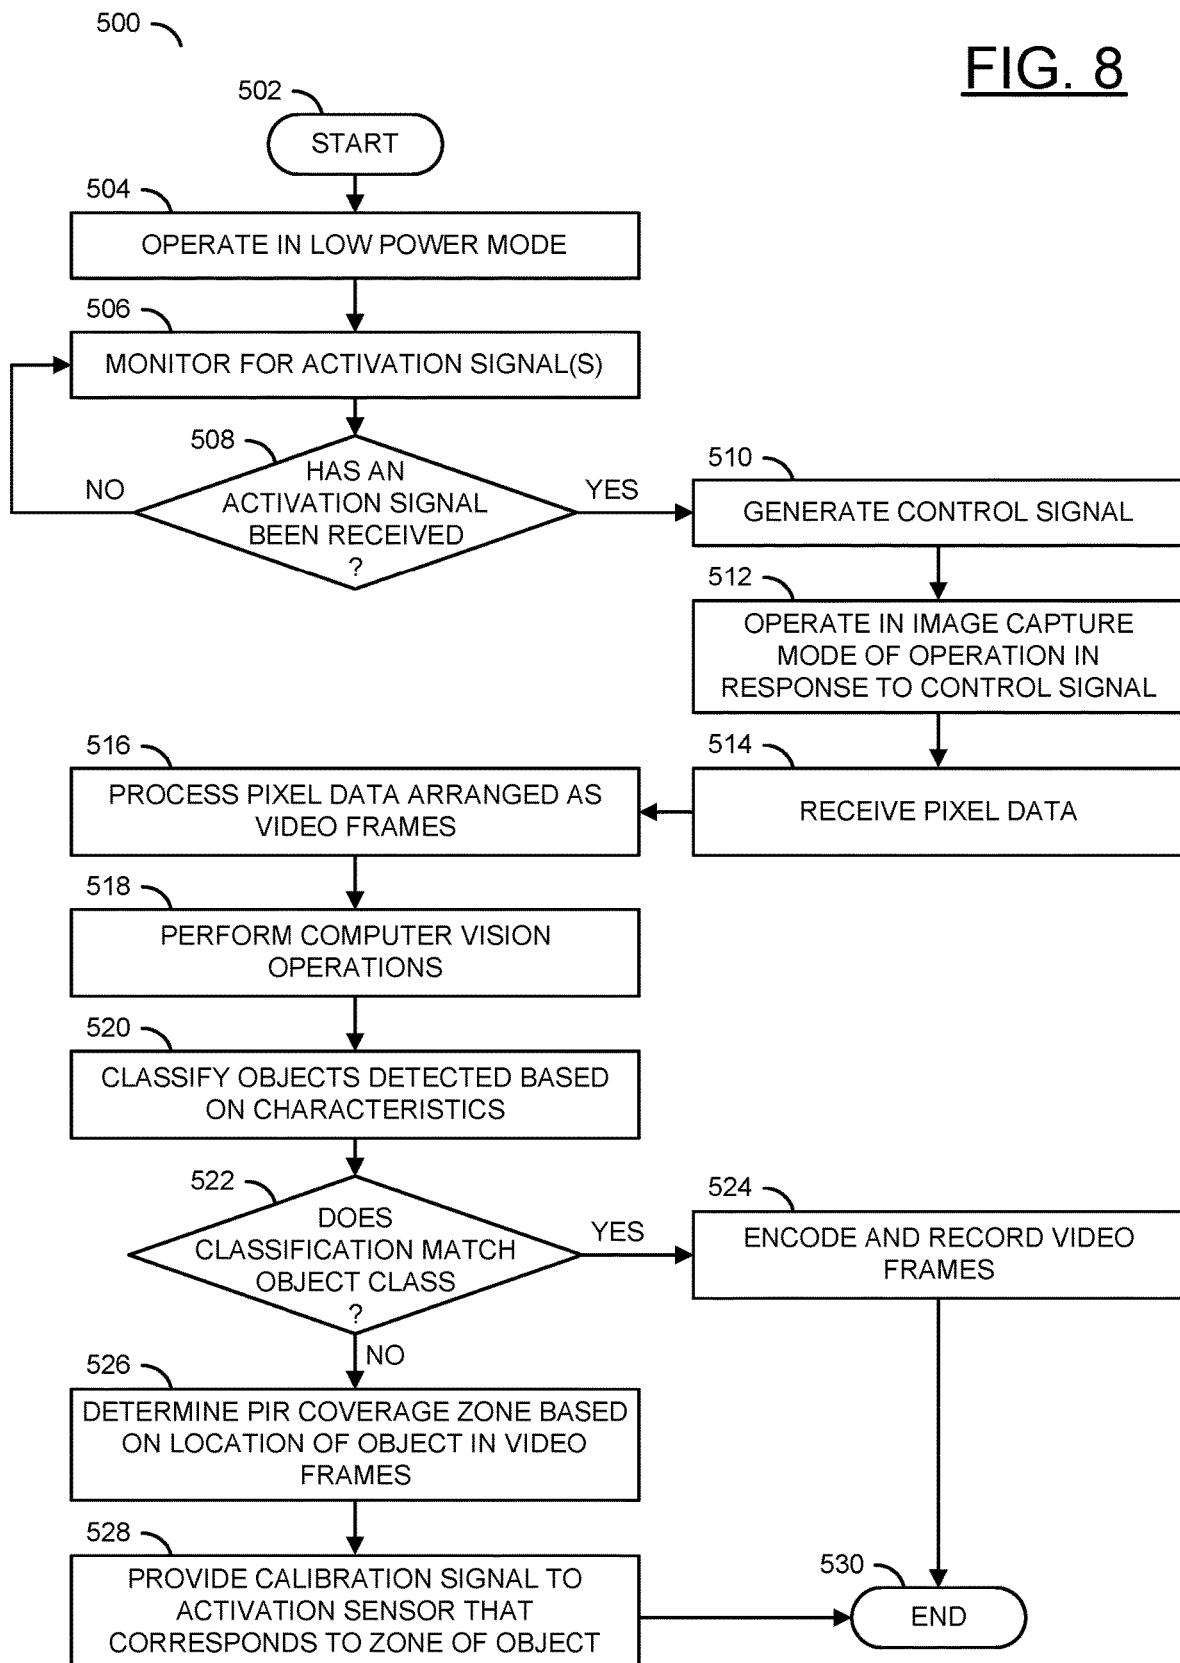 500
FIG. 8
502
START
504
OPERATE IN LOW POWER MODE
506
MONITOR FOR ACTIVATION SIGNAL(S)
508
HAS AN
ACTIVATION SIGNAL
BEEN RECEIVED
?
NO
YES
510
GENERATE CONTROL SIGNAL
512
OPERATE IN IMAGE CAPTURE
MODE OF OPERATION IN
RESPONSE TO CONTROL SIGNAL
514
RECEIVE PIXEL DATA
516
PROCESS PIXEL DATA ARRANGED AS
VIDEO FRAMES
518
PERFORM COMPUTER VISION
OPERATIONS
520
CLASSIFY OBJECTS DETECTED BASED
ON CHARACTERISTICS
522
DOES
CLASSIFICATION MATCH
OBJECT CLASS
?
YES
524
ENCODE AND RECORD VIDEO
FRAMES
NO
526
DETERMINE PIR COVERAGE ZONE BASED
ON LOCATION OF OBJECT IN VIDEO
FRAMES
528
PROVIDE CALIBRATION SIGNAL TO
ACTIVATION SENSOR THAT
CORRESPONDS TO ZONE OF OBJECT
530
END